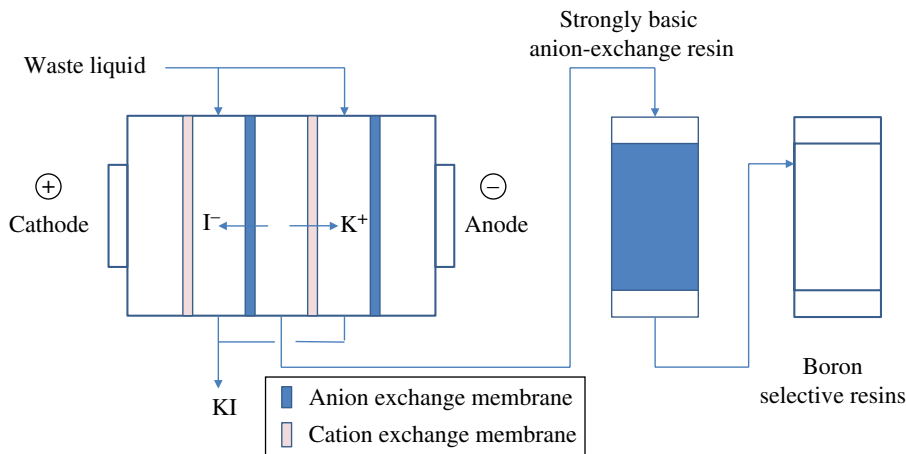 Strongly basic
anion-exchange resin
Waste liquid
+
Cathode
I⁻
K⁺
−
Anode
KI
Anion exchange membrane
Cation exchange membrane
Boron
selective resins